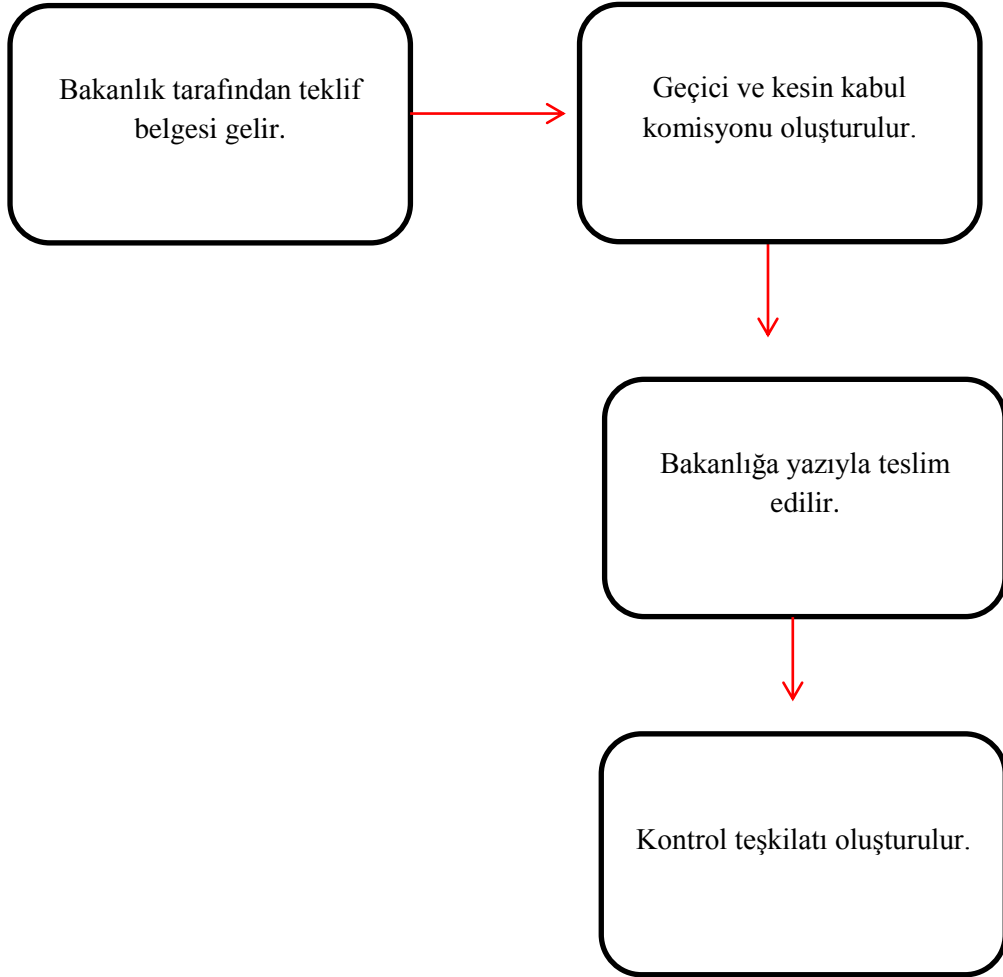 Bakanlık tarafından teklif
belgesi gelir.
Geçici ve kesin kabul
komisyonu oluşturulur.
Bakanlığa yazıyla teslim
edilir.
Kontrol teşkilatı oluşturulur.